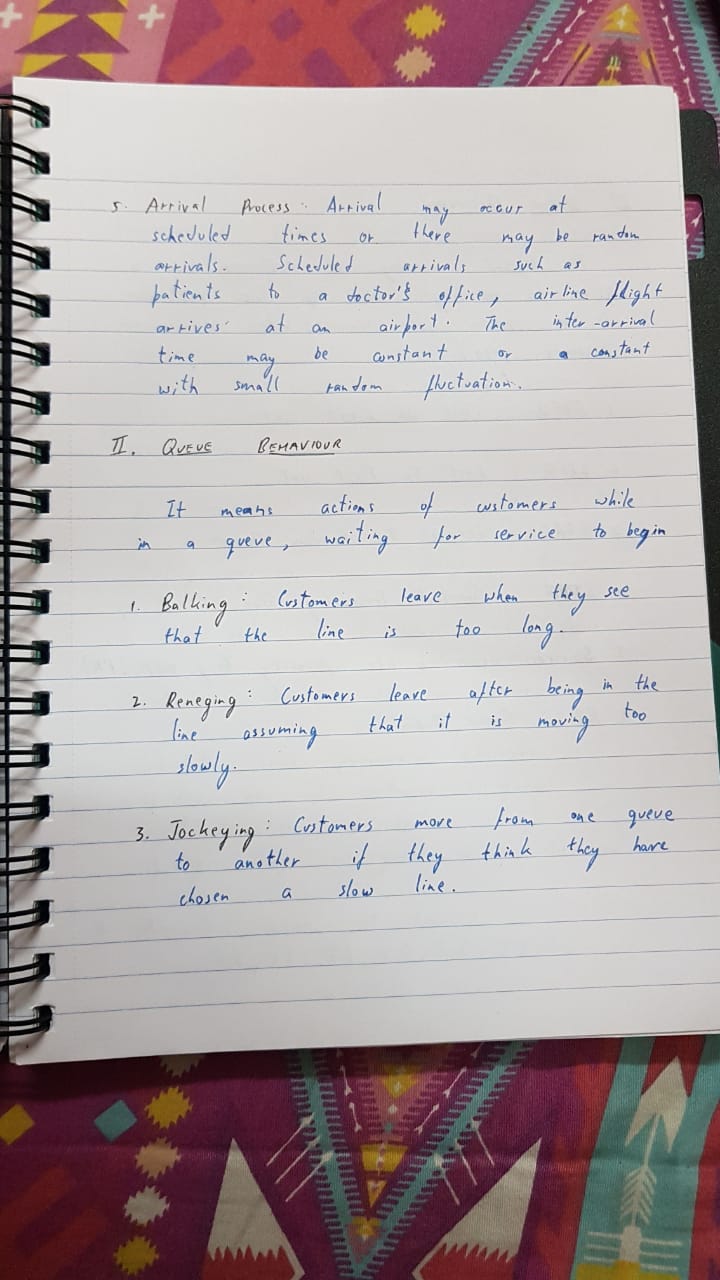 5. Arrival Process : Arrival may occur at
scheduled times or there may be random
arrivals. Scheduled arrivals such as
patients to a doctor's office, airline flight
arrives at an airport. The inter-arrival
time may be constant or a constant
with small random fluctuation.
II. QUEUE BEHAVIOUR
It means actions of customers while
in a queue, waiting for service to begin
1. Balking : Customers leave when they see
that the line is too long.
2. Reneging : Customers leave after being in the
line assuming that it is moving too
slowly.
3. Jockeying : Customers move from one queue
to another if they think they have
chosen a slow line.